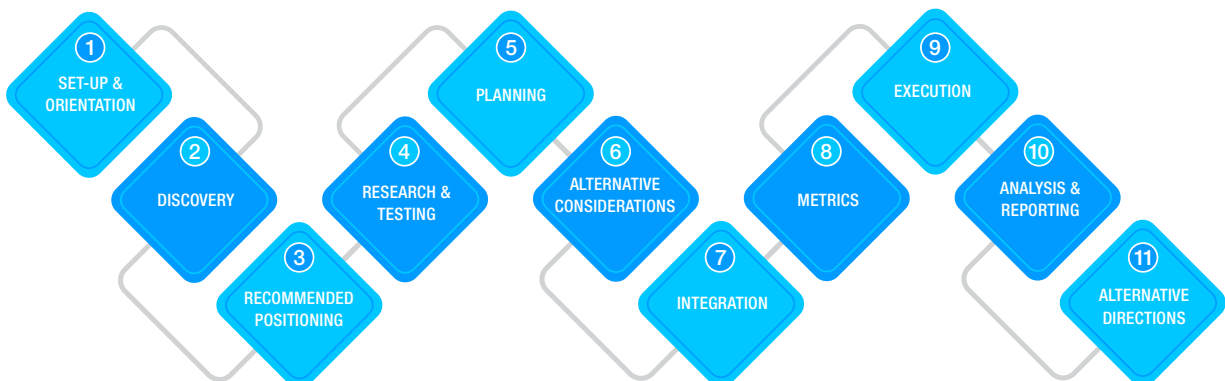 1
SET-UP &
ORIENTATION
2
DISCOVERY
3
RECOMMENDED
POSITIONING
4
RESEARCH &
TESTING
5
PLANNING
6
ALTERNATIVE
CONSIDERATIONS
7
INTEGRATION
8
METRICS
9
EXECUTION
10
ANALYSIS &
REPORTING
11
ALTERNATIVE
DIRECTIONS